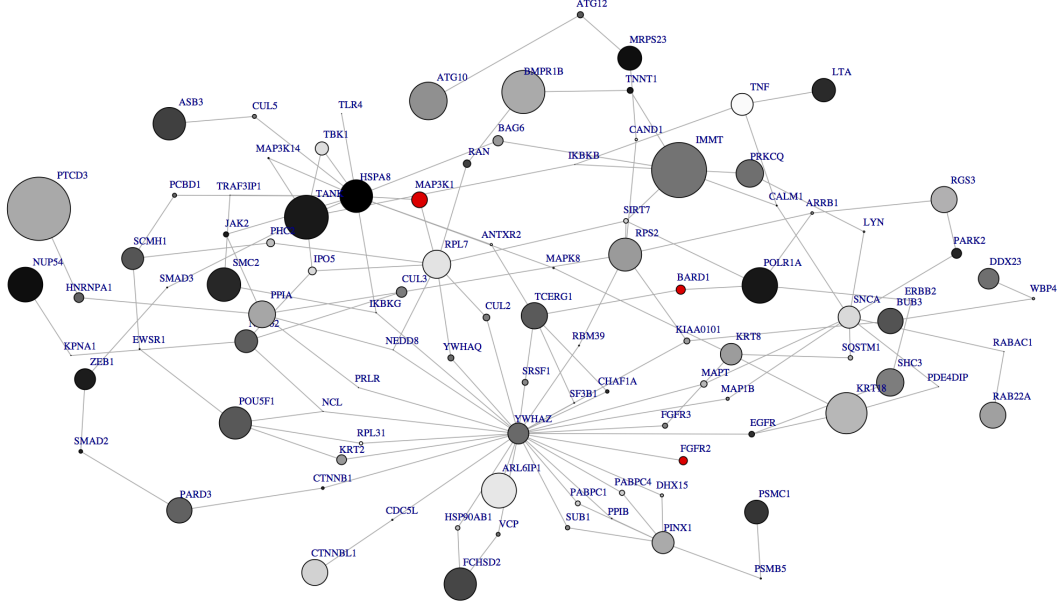 ATG12
MRPS23
BMPR1B
ATG10
TNNT1
TNF
LTA
ASB3
CUL5
TLR4
TBK1
BAG6
CAND1
IMMT
MAP3K14
RAN
IKBKB
PRKCQ
PTCD3
PCBD1
TRAF3IP1
HSPA8
MAP3K1
CALM1
ARRB1
RGS3
JAK2
SIRT7
LYN
SCMH1
ANTXR2
RPS2
PARK2
RPL7
NUP54
SMAD3
SMC2
IPO5
MAPK8
POLR1A
DDX23
HNRNPA1
CUL3
BARD1
ERBB2
WBP4
PPIA
IKBKG
CUL2
TCERG1
SNCA
BUB3
KPNA1
EWSR1
NEDD8
YWHAQ
RBM39
KIAA0101
KRT8
SQSTM1
RABAC1
ZEB1
SRSF1
MAPT
SHC3
PRLR
CHAF1A
MAP1B
PDE4DIP
SF3B1
KRT18
RAB22A
POU5F1
NCL
YWHAZ
FGFR3
EGFR
SMAD2
RPL31
KRT2
FGFR2
CTNNB1
ARL6IP1
PABPC4
DHX15
PARD3
PABPC1
PSMC1
CDC5L
HSP90AB1
VCP
SUB1
PPIB
PINX1
CTNNBL1
FCHSD2
PSMB5